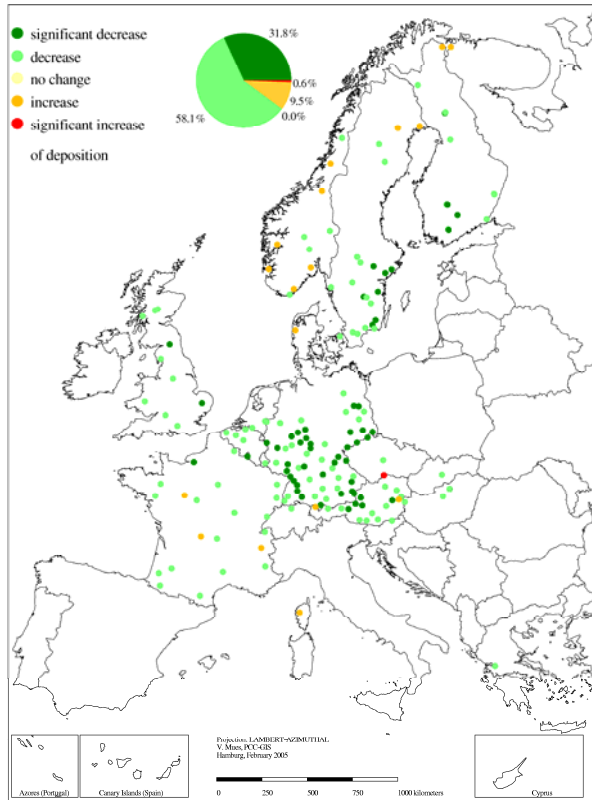 significant decrease
decrease
no change
increase
significant increase
of deposition
31.8%
0.6%
9.5%
0.0%
58.1%
Azores (Portugal)
Canary Islands (Spain)
Projection: LAMBERT-AZIMUTHAL
V. Mues, PCC-GIS
Hamburg, February 2005
0 250 500 750 1000 kilometers
Cyprus